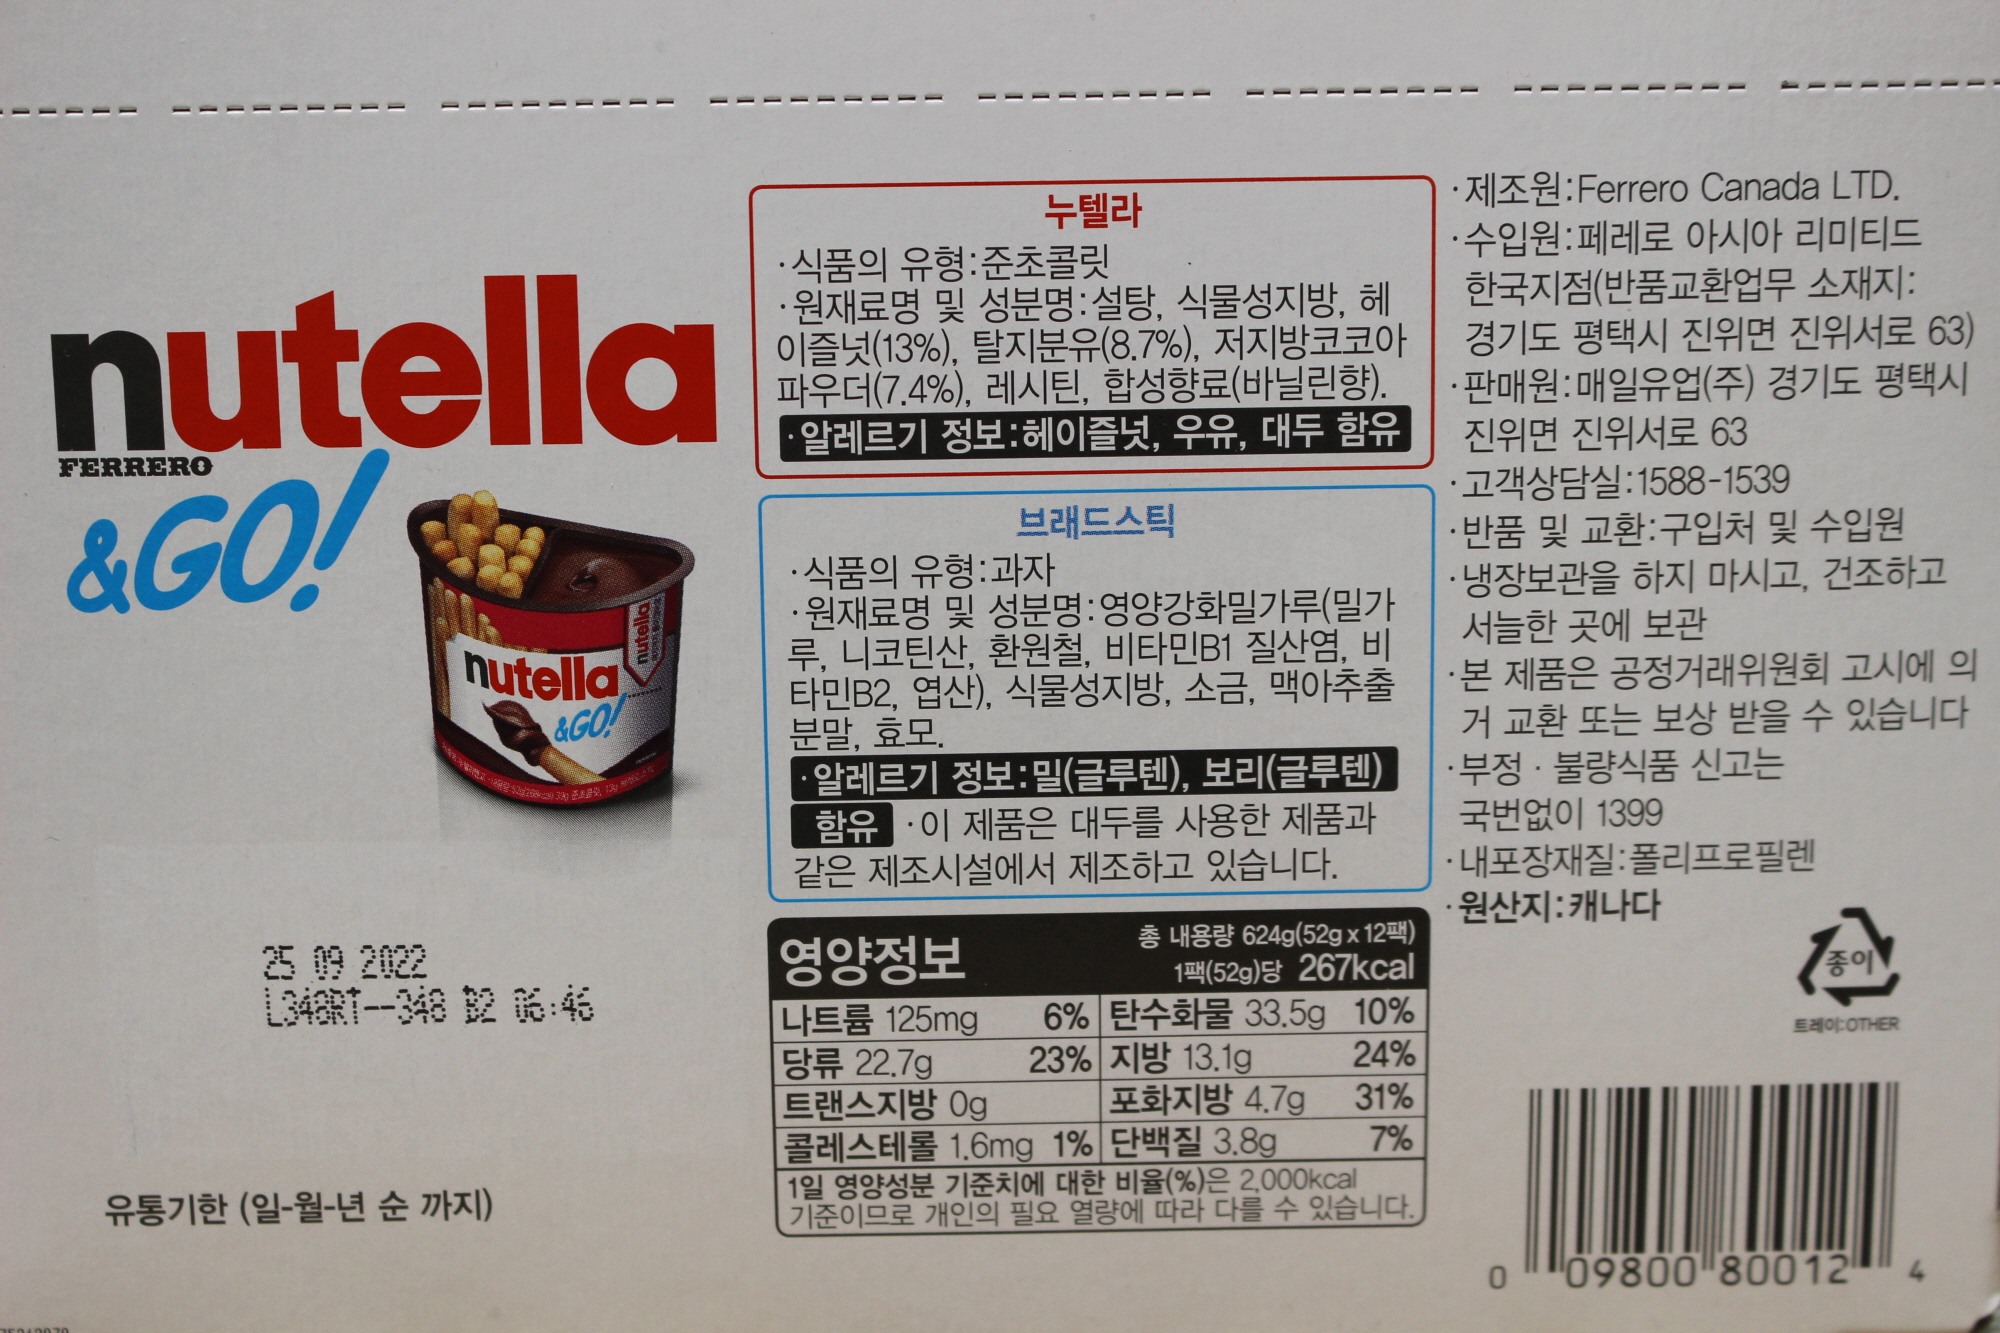 nutella
FERRERO
&GO!
nutella
&GO!
nutella
25 09 2022
L348RT--348 B2 06:46
유통기한 (일-월-년 순 까지)
누텔라
·식품의 유형:준초콜릿
·원재료명 및 성분명:설탕, 식물성지방, 헤
이즐넛(13%), 탈지분유(8.7%), 저지방코코아
파우더(7.4%), 레시틴, 합성향료(바닐린향).
·알레르기 정보:헤이즐넛, 우유, 대두 함유
브래드스틱
·식품의 유형:과자
·원재료명 및 성분명:영양강화밀가루(밀가
루, 니코틴산, 환원철, 비타민B1 질산염, 비
타민B2, 엽산), 식물성지방, 소금, 맥아추출
분말, 효모.
·알레르기 정보:밀(글루텐), 보리(글루텐)
함유 ·이 제품은 대두를 사용한 제품과
같은 제조시설에서 제조하고 있습니다.
영양정보
총 내용량 624g(52g x 12팩)
1팩(52g)당 267kcal
나트륨 125mg 6% 탄수화물 33.5g 10%
당류 22.7g 23% 지방 13.1g 24%
트랜스지방 0g 포화지방 4.7g 31%
콜레스테롤 1.6mg 1% 단백질 3.8g 7%
1일 영양성분 기준치에 대한 비율(%)은 2,000kcal
기준이므로 개인의 필요 열량에 따라 다를 수 있습니다.
·제조원:Ferrero Canada LTD.
·수입원:페레로 아시아 리미티드
한국지점(반품교환업무 소재지:
경기도 평택시 진위면 진위서로 63)
·판매원:매일유업(주) 경기도 평택시
진위면 진위서로 63
·고객상담실:1588-1539
·반품 및 교환:구입처 및 수입원
·냉장보관을 하지 마시고, 건조하고
서늘한 곳에 보관
·본 제품은 공정거래위원회 고시에 의
거 교환 또는 보상 받을 수 있습니다
·부정·불량식품 신고는
국번없이 1399
·내포장재질:폴리프로필렌
·원산지:캐나다
종이
트레이:OTHER
0 09800 80012 4